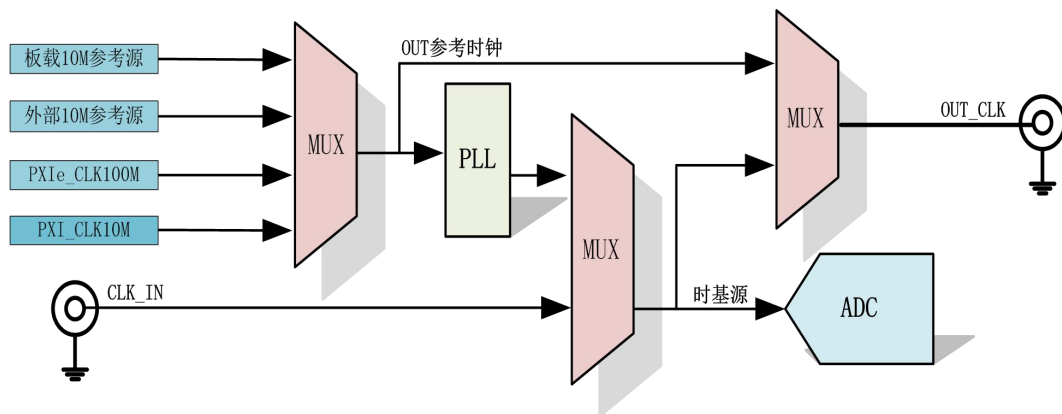 板载10M参考源
外部10M参考源
PXIe_CLK100M
PXI_CLK10M
MUX
OUT参考时钟
PLL
MUX
MUX
OUT_CLK
CLK_IN
时基源
ADC